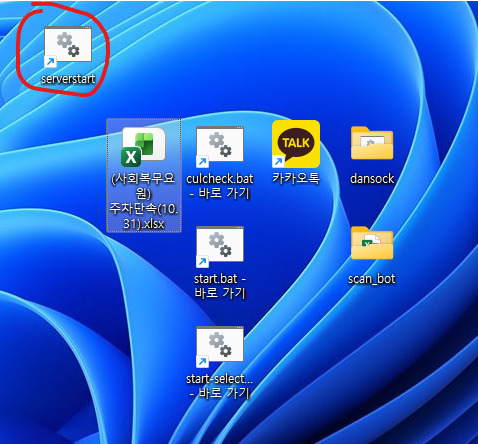 serverstart
(사회복무요
원)
주차단속(10.
31).xlsx
culcheck.bat
- 바로 가기
TALK
카카오톡
dansock
start.bat -
바로 가기
scan_bot
start-select...
- 바로 가기